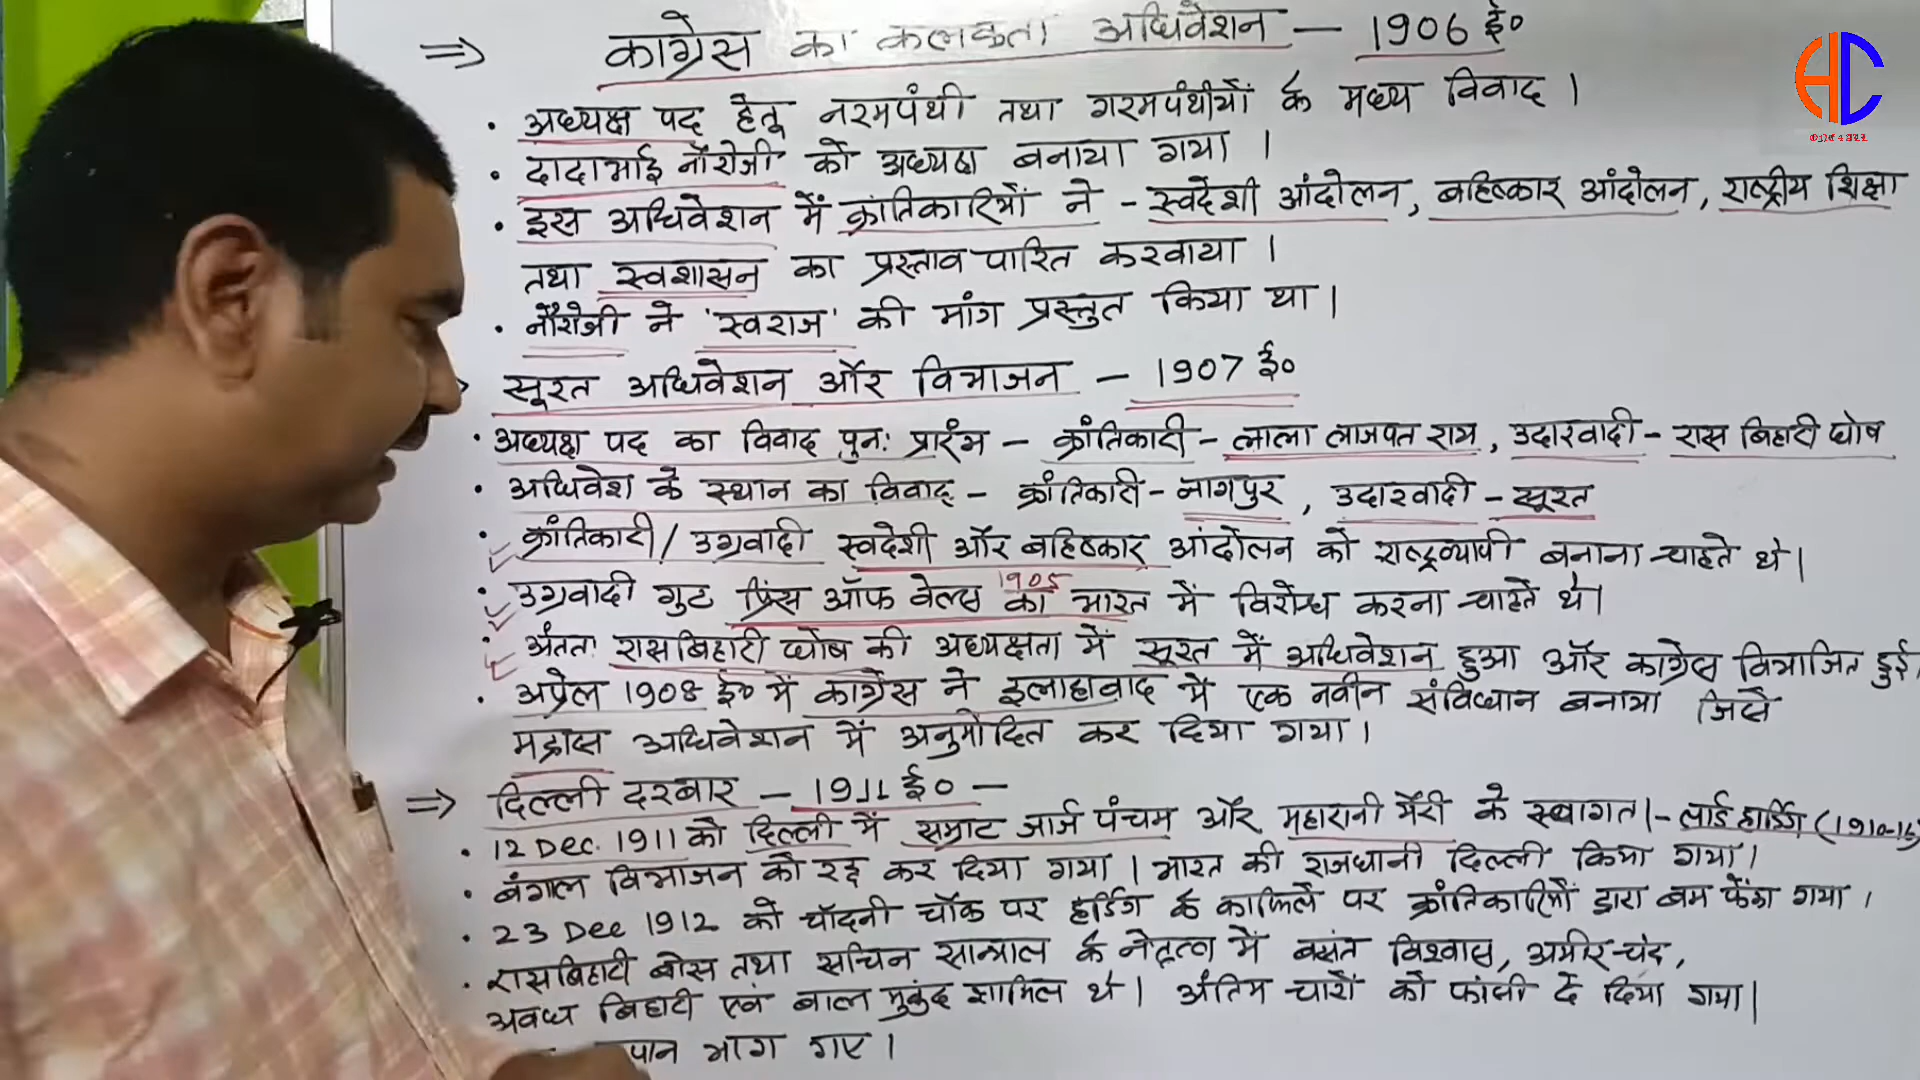 ⇒ काग्रेस का कलकता अधिवेशन – 1906 ई०
• अध्यक्ष पद हेतू नरमपंथी तथा गरमपंथीयों के मध्य विवाद ।
• दादाभाई नौरोजी को अध्यक्ष बनाया गया ।
• इस अधिवेशन में क्रांतिकारियों ने - स्वदेशी आंदोलन, बहिष्कार आंदोलन, राष्ट्रीय शिक्षा
तथा स्वशासन का प्रस्ताव पारित करवाया ।
• नौरोजी ने 'स्वराज' की मांग प्रस्तुत किया था ।
सूरत अधिवेशन और विभाजन – 1907 ई०
• अध्यक्ष पद का विवाद पुनः प्रारंभ – क्रांतिकारी - लाला लाजपत राय, उदारवादी - रास बिहारी घोष
• अधिवेश के स्थान का विवाद – क्रांतिकारी - नागपुर, उदारवादी - सूरत
• क्रांतिकारी/ उग्रवादी स्वदेशी और बहिष्कार आंदोलन को राष्ट्रव्यापी बनाना चाहते थे।
1905
• उग्रवादी गुट प्रिंस ऑफ वेल्स का भारत में विरोध करना चाहते थे।
• अंततः रासबिहारी घोष की अध्यक्षता में सूरत में अधिवेशन हुआ और काग्रेस विभाजित हुई।
• अप्रेल 1908 ई० में काग्रेस ने इलाहाबाद में एक नवीन संविधान बनाया जिसे
मद्रास अधिवेशन में अनुमोदित कर दिया गया ।
⇒ दिल्ली दरबार – 1911 ई० –
• 12 Dec. 1911 को दिल्ली में सम्राट जार्ज पंचम और महारानी मैरी के स्वागत।- लार्ड हार्डिंग (1910-16)
• बंगाल विभाजन को रद्द कर दिया गया । भारत की राजधानी दिल्ली किया गया।
• 23 Dec 1912 को चाँदनी चौक पर हर्डिंग के काफिले पर क्रांतिकारियों द्वारा बम फेंका गया ।
• रासबिहारी बोस तथा सचिन सान्याल के नेतृत्व में बसंत विश्वास, अमीर-चंद,
अवध बिहारी एवं बाल मुकुंद शामिल थे। अंतिम चारों को फांसी दे दिया गया।
भाग गए ।